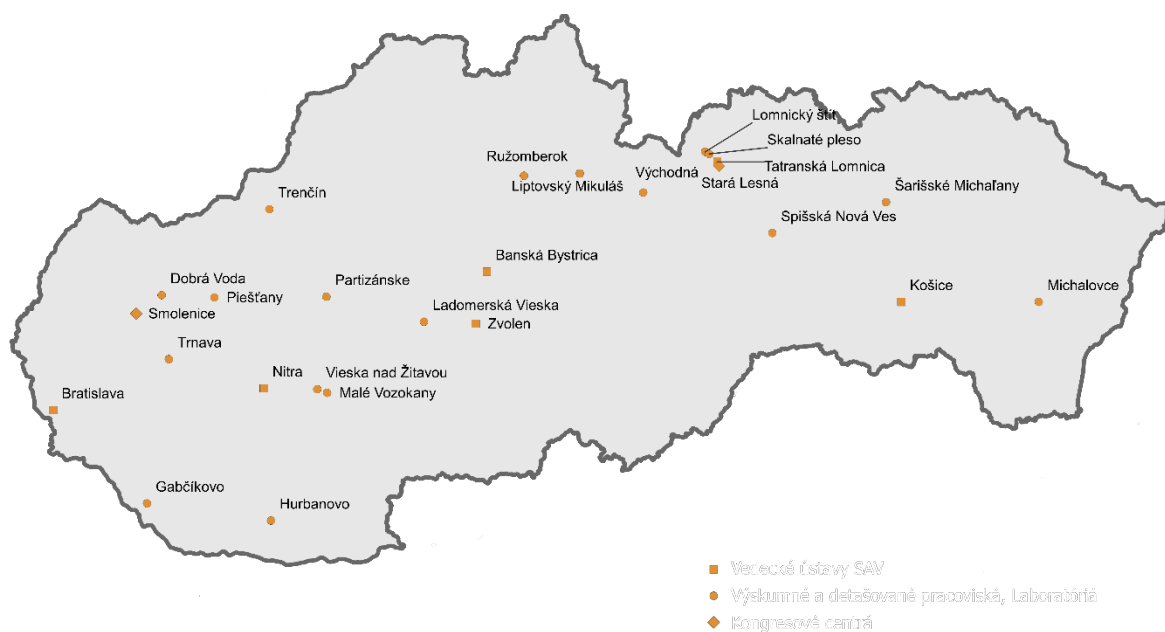 Lomnický štít
Skalnaté pleso
Ružomberok
Tatranská Lomnica
Východná
Liptovský Mikuláš
Stará Lesná
Trenčín
Šarišské Michaľany
Spišská Nová Ves
Banská Bystrica
Dobrá Voda
Partizánske
Košice
Michalovce
Piešťany
Ladomerská Vieska
Smolenice
Zvolen
Trnava
Nitra
Vieska nad Žitavou
Bratislava
Malé Vozokany
Gabčíkovo
Hurbanovo
Vedecké ústavy SAV
Výskumné a detašované pracoviská, Laboratóriá
Kongresové centrá